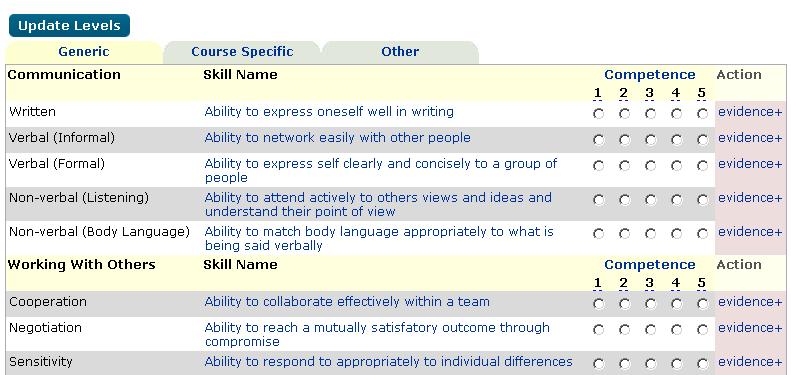 Update Levels
Generic Course Specific Other
Communication Skill Name Competence Action
1 2 3 4 5
Written Ability to express oneself well in writing evidence+
Verbal (Informal) Ability to network easily with other people evidence+
Verbal (Formal) Ability to express self clearly and concisely to a group of evidence+
people
Non-verbal (Listening) Ability to attend actively to others views and ideas and evidence+
understand their point of view
Non-verbal (Body Language) Ability to match body language appropriately to what is evidence+
being said verbally
Working With Others Skill Name Competence Action
1 2 3 4 5
Cooperation Ability to collaborate effectively within a team evidence+
Negotiation Ability to reach a mutually satisfactory outcome through evidence+
compromise
Sensitivity Ability to respond to appropriately to individual differences evidence+